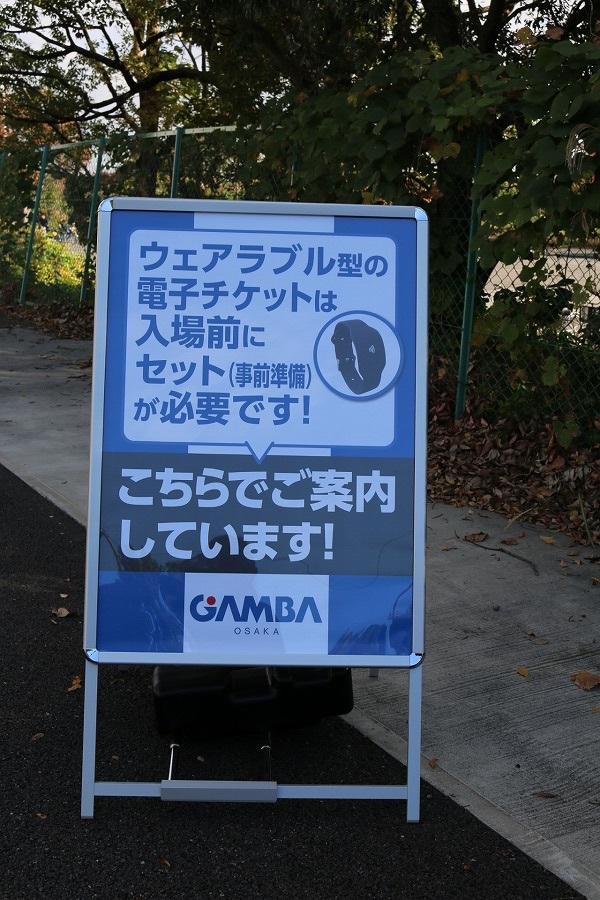 ウェアラブル型の
電子チケットは
入場前に
セット(事前準備)
が必要です!
こちらでご案内
しています!
GAMBA
OSAKA